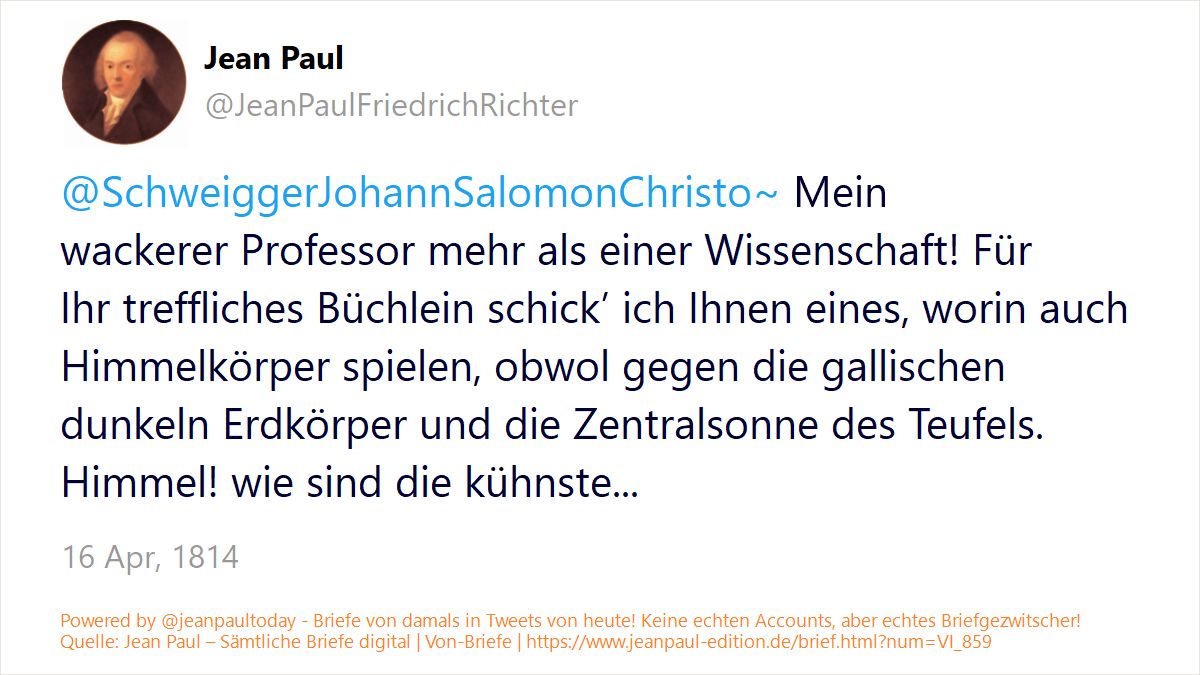 Jean Paul
@JeanPaulFriedrichRichter
@SchweiggerJohannSalomonChristo~ Mein
wackerer Professor mehr als einer Wissenschaft! Für
Ihr treffliches Büchlein schick’ ich Ihnen eines, worin auch
Himmelkörper spielen, obwol gegen die gallischen
dunkeln Erdkörper und die Zentralsonne des Teufels.
Himmel! wie sind die kühnste...
16 Apr, 1814
Powered by @jeanpaultoday - Briefe von damals in Tweets von heute! Keine echten Accounts, aber echtes Briefgezwitscher!
Quelle: Jean Paul – Sämtliche Briefe digital | Von-Briefe | https://www.jeanpaul-edition.de/brief.html?num=VI_859